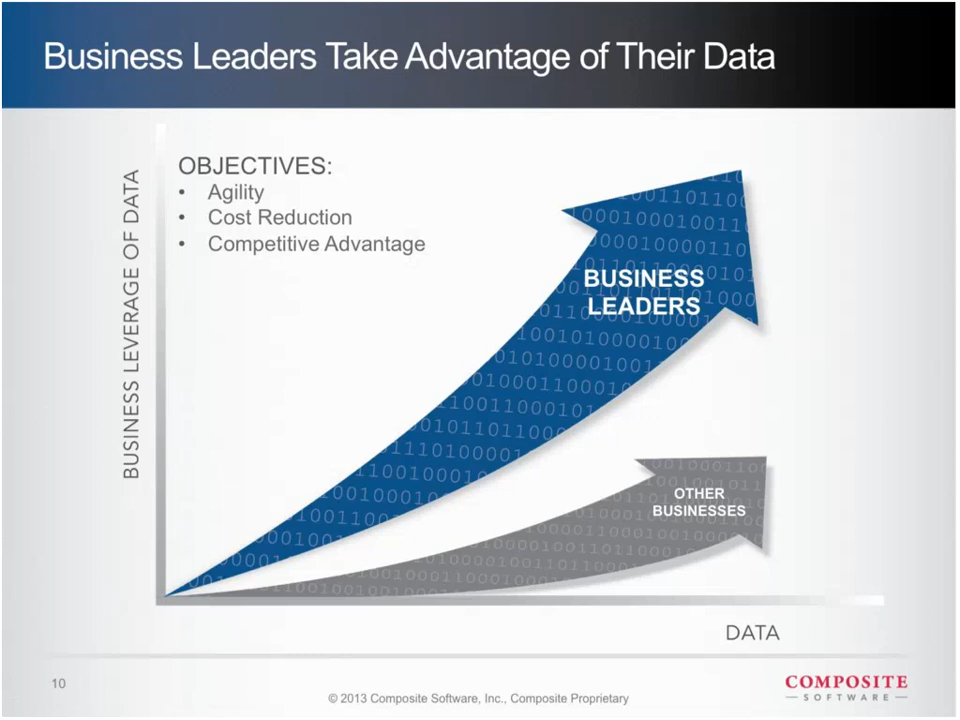 Business Leaders Take Advantage of Their Data
OBJECTIVES:
• Agility
• Cost Reduction
• Competitive Advantage
BUSINESS LEVERAGE OF DATA
BUSINESS
LEADERS
OTHER
BUSINESSES
DATA
10
© 2013 Composite Software, Inc., Composite Proprietary
COMPOSITE
SOFTWARE